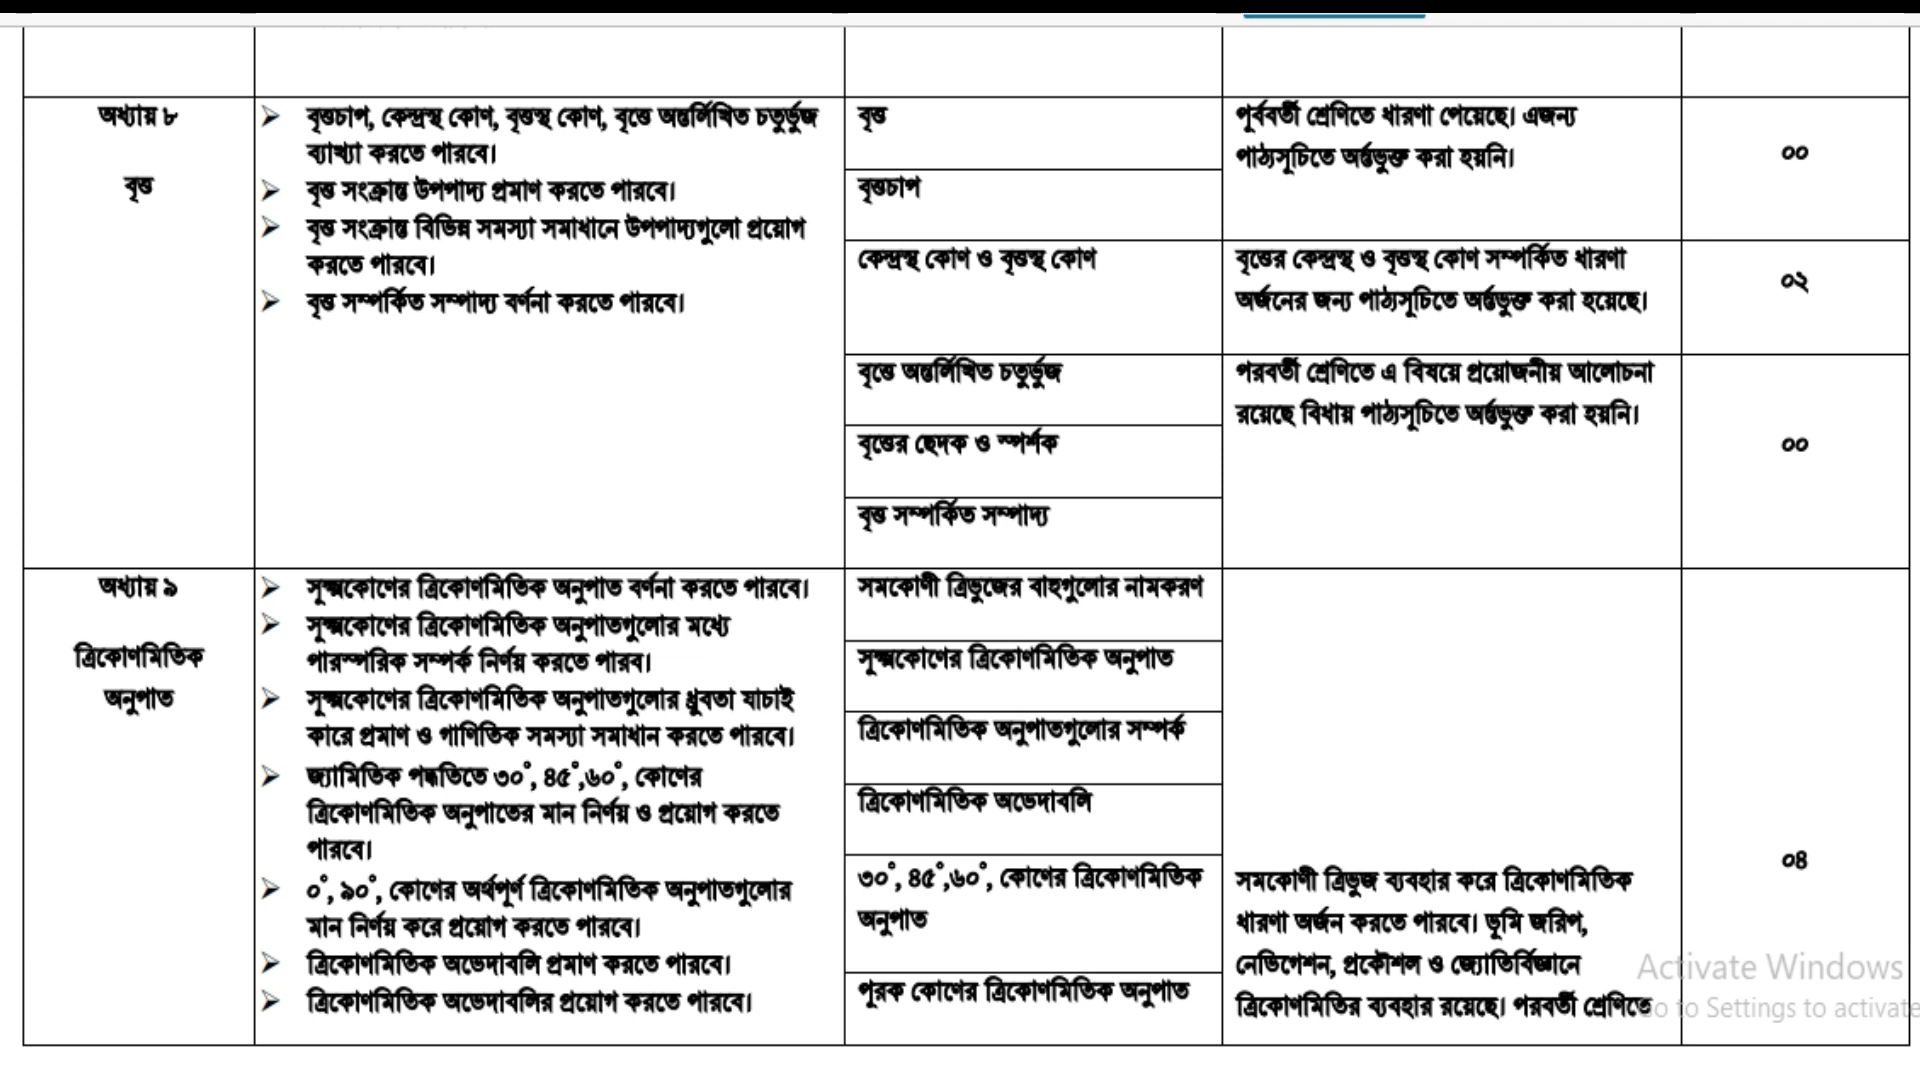 অধ্যায় ৮
বৃত্ত
বৃত্তচাপ, কেন্দ্রস্থ কোণ, বৃত্তস্থ কোণ, বৃত্তে অন্তর্লিখিত চতুর্ভুজ
ব্যাখ্যা করতে পারবে।
বৃত্ত সংক্রান্ত উপপাদ্য প্রমাণ করতে পারবে।
বৃত্ত সংক্রান্ত বিভিন্ন সমস্যা সমাধানে উপপাদ্যগুলো প্রয়োগ
করতে পারবে।
বৃত্ত সম্পর্কিত সম্পাদ্য বর্ণনা করতে পারবে।
বৃত্ত
বৃত্তচাপ
পূর্ববর্তী শ্রেণিতে ধারণা পেয়েছে। এজন্য
পাঠ্যসূচিতে অর্ন্তভুক্ত করা হয়নি।
০০
কেন্দ্রস্থ কোণ ও বৃত্তস্থ কোণ
বৃত্তের কেন্দ্রস্থ ও বৃত্তস্থ কোণ সম্পর্কিত ধারণা
অর্জনের জন্য পাঠ্যসূচিতে অর্ন্তভুক্ত করা হয়েছে।
০২
বৃত্তে অন্তর্লিখিত চতুর্ভুজ
বৃত্তের ছেদক ও স্পর্শক
বৃত্ত সম্পর্কিত সম্পাদ্য
পরবর্তী শ্রেণিতে এ বিষয়ে প্রয়োজনীয় আলোচনা
রয়েছে বিধায় পাঠ্যসূচিতে অর্ন্তভুক্ত করা হয়নি।
০০
অধ্যায় ৯
ত্রিকোণমিতিক
অনুপাত
সূক্ষ্মকোণের ত্রিকোণমিতিক অনুপাত বর্ণনা করতে পারবে।
সূক্ষ্মকোণের ত্রিকোণমিতিক অনুপাতগুলোর মধ্যে
পারস্পরিক সম্পর্ক নির্ণয় করতে পারব।
সূক্ষ্মকোণের ত্রিকোণমিতিক অনুপাতগুলোর ধ্রুবতা যাচাই
কারে প্রমাণ ও গাণিতিক সমস্যা সমাধান করতে পারবে।
জ্যামিতিক পদ্ধতিতে ৩০°, ৪৫°,৬০°, কোণের
ত্রিকোণমিতিক অনুপাতের মান নির্ণয় ও প্রয়োগ করতে
পারবে।
০°, ৯০°, কোণের অর্থপূর্ণ ত্রিকোণমিতিক অনুপাতগুলোর
মান নির্ণয় করে প্রয়োগ করতে পারবে।
ত্রিকোণমিতিক অভেদাবলি প্রমাণ করতে পারবে।
ত্রিকোণমিতিক অভেদাবলির প্রয়োগ করতে পারবে।
সমকোণী ত্রিভুজের বাহুগুলোর নামকরণ
সূক্ষ্মকোণের ত্রিকোণমিতিক অনুপাত
ত্রিকোণমিতিক অনুপাতগুলোর সম্পর্ক
ত্রিকোণমিতিক অভেদাবলি
৩০°, ৪৫°,৬০°, কোণের ত্রিকোণমিতিক
অনুপাত
পূরক কোণের ত্রিকোণমিতিক অনুপাত
সমকোণী ত্রিভুজ ব্যবহার করে ত্রিকোণমিতিক
ধারণা অর্জন করতে পারবে। ভূমি জরিপ,
নেভিগেশন, প্রকৌশল ও জ্যোতির্বিজ্ঞানে
ত্রিকোণমিতির ব্যবহার রয়েছে। পরবর্তী শ্রেণিতে
০৪
Activate Windows
Go to Settings to activate